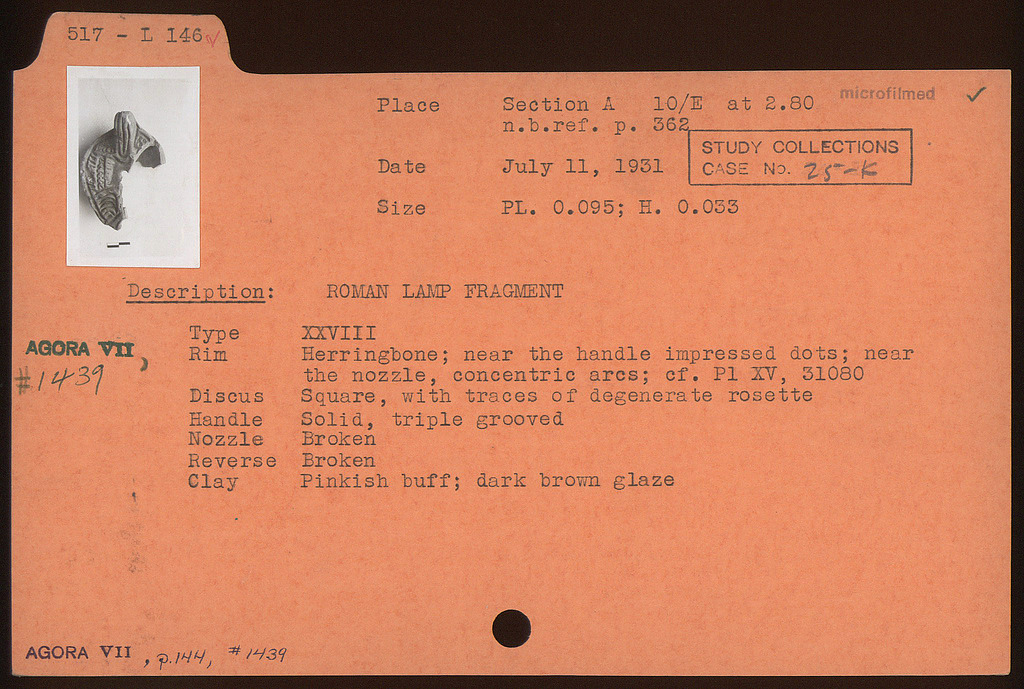 517 - L 146
microfilmed
Place Section A 10/E at 2.80
n.b.ref. p. 362
STUDY COLLECTIONS
CASE No. 25-K
Date July 11, 1931
Size PL. 0.095; H. 0.033
Description: ROMAN LAMP FRAGMENT
Type XXVIII
AGORA VII,
#1439
Rim Herringbone; near the handle impressed dots; near
the nozzle, concentric arcs; cf. Pl XV, 31080
Discus Square, with traces of degenerate rosette
Handle Solid, triple grooved
Nozzle Broken
Reverse Broken
Clay Pinkish buff; dark brown glaze
AGORA VII, p.144, #1439